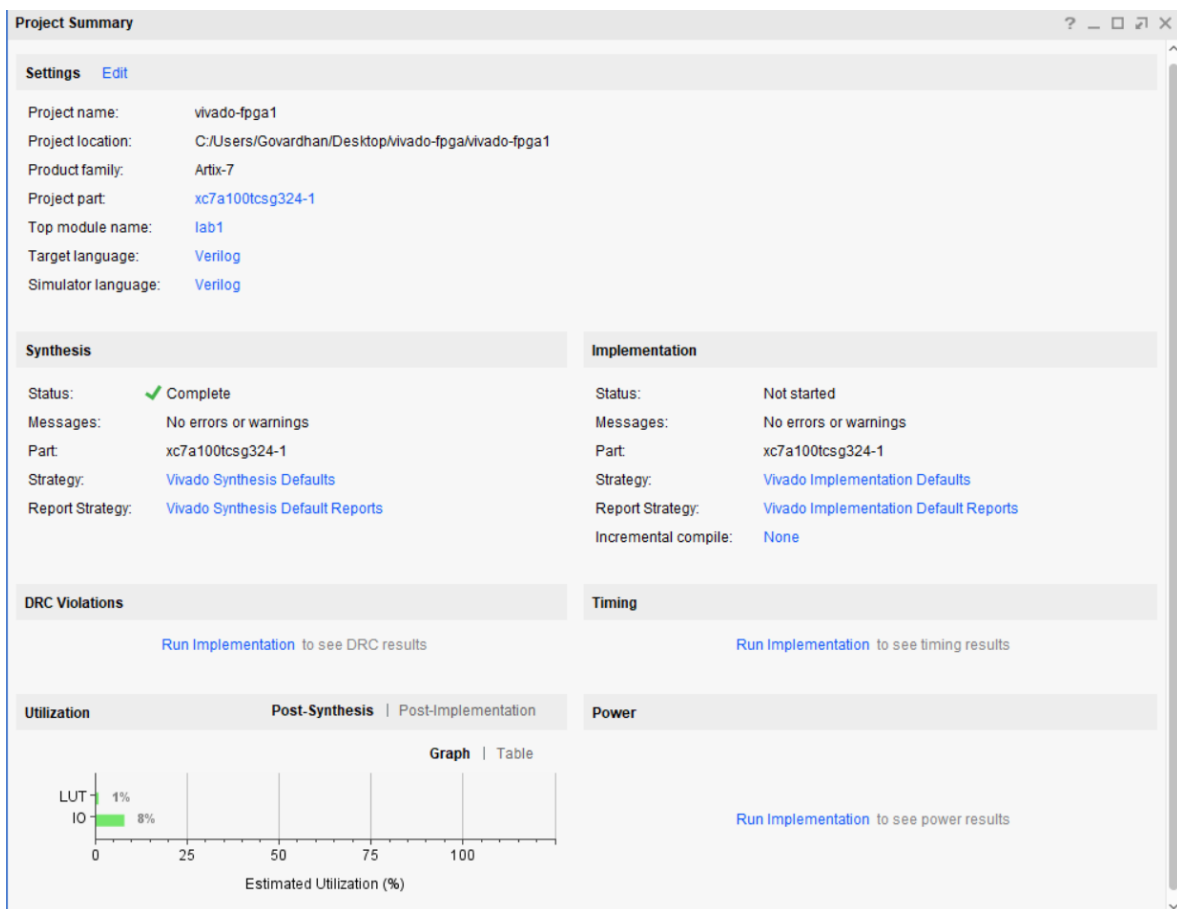 Project Summary
Settings Edit
Project name: vivado-fpga1
Project location: C:/Users/Govardhan/Desktop/vivado-fpga/vivado-fpga1
Product family: Artix-7
Project part: xc7a100tcsg324-1
Top module name: lab1
Target language: Verilog
Simulator language: Verilog
Synthesis
Status: Complete
Messages: No errors or warnings
Part: xc7a100tcsg324-1
Strategy: Vivado Synthesis Defaults
Report Strategy: Vivado Synthesis Default Reports
Implementation
Status: Not started
Messages: No errors or warnings
Part: xc7a100tcsg324-1
Strategy: Vivado Implementation Defaults
Report Strategy: Vivado Implementation Default Reports
Incremental compile: None
DRC Violations
Run Implementation to see DRC results
Timing
Run Implementation to see timing results
Utilization Post-Synthesis | Post-Implementation
Graph | Table
LUT 1%
IO 8%
0 25 50 75 100
Estimated Utilization (%)
Power
Run Implementation to see power results